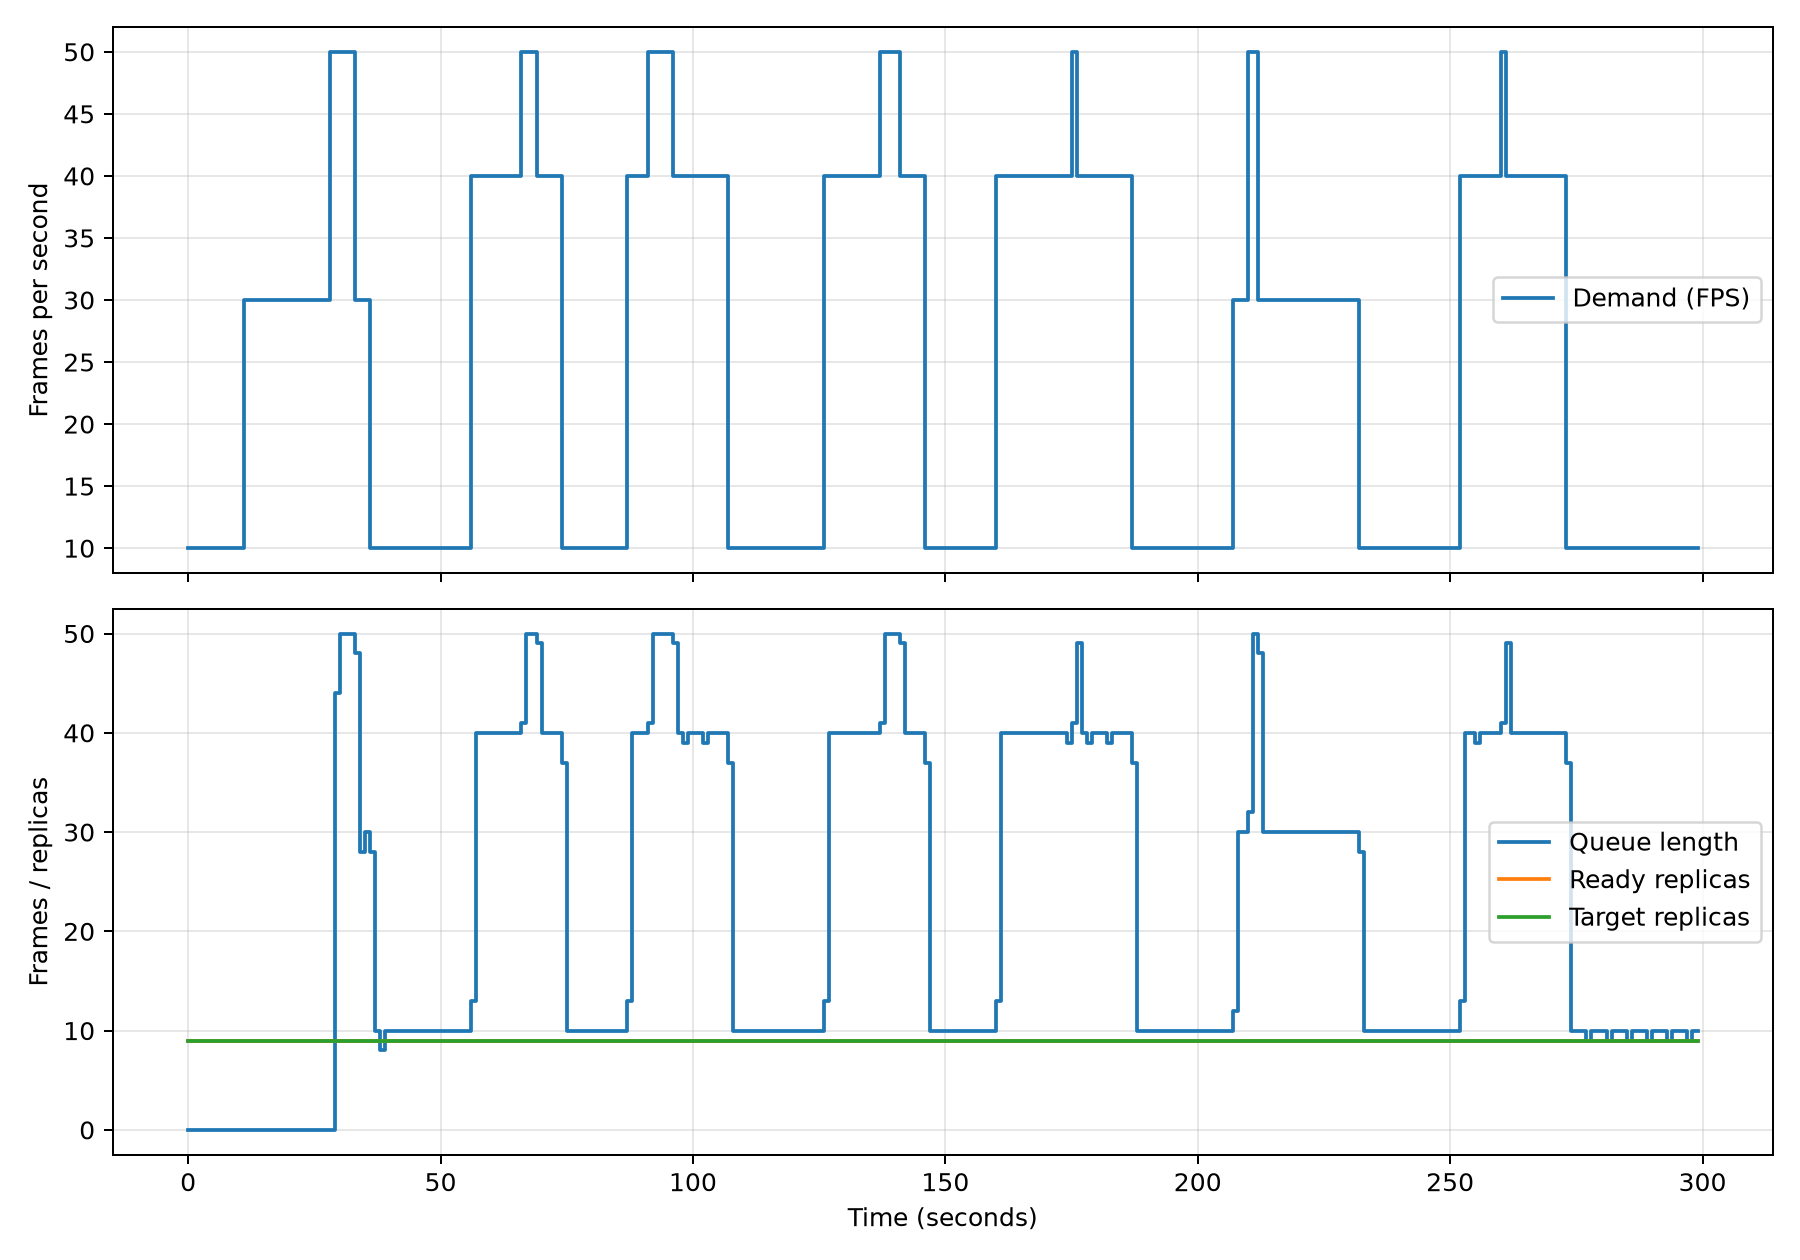 50
45
40
35
30
25
20
15
10
Frames per second
Demand (FPS)
50
40
30
20
10
0
Frames / replicas
Queue length
Ready replicas
Target replicas
0 50 100 150 200 250 300
Time (seconds)